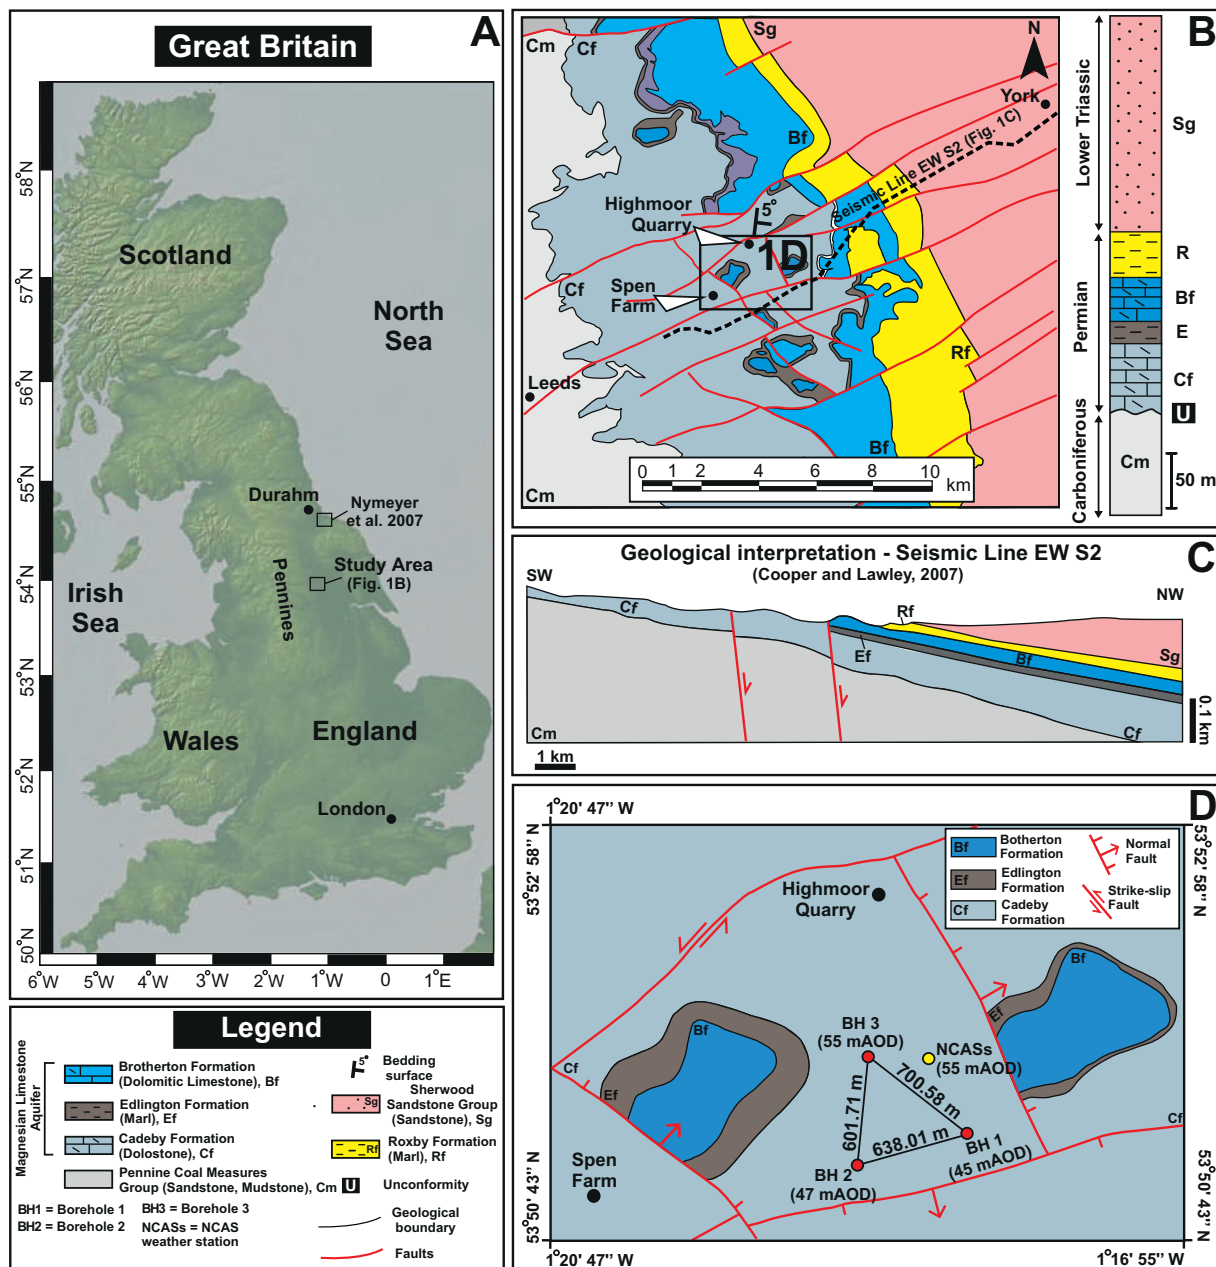 A
Great Britain
58°N
57°N
56°N
55°N
54°N
53°N
52°N
51°N
50°N
6°W
5°W
4°W
3°W
2°W
1°W
0
1°E
Scotland
North
Sea
Durahm
Nymeyer
et al. 2007
Study Area
(Fig. 1B)
Pennines
Irish
Sea
Wales
England
London
Legend
Magnesian Limestone
Aquifer
Brotherton Formation
(Dolomitic Limestone), Bf
Edlington Formation
(Marl), Ef
Cadeby Formation
(Dolostone), Cf
Pennine Coal Measures
Group (Sandstone, Mudstone), Cm
5°
Bedding
surface
Sg
Sherwood
Sandstone Group
(Sandstone), Sg
Rf
Roxby Formation
(Marl), Rf
U
Unconformity
BH1 = Borehole 1
BH2 = Borehole 2
BH3 = Borehole 3
NCASs = NCAS
weather station
Geological
boundary
Faults
B
Cm
Cf
Sg
N
York
Bf
Seismic Line EW S2 (Fig. 1C)
Highmoor
Quarry
5°
1D
Cf
Spen
Farm
Rf
Leeds
Bf
Cm
0 1 2 4 6 8 10
km
Lower Triassic
Permian
Carboniferous
Sg
R
Bf
E
Cf
U
Cm
50 m
C
Geological interpretation - Seismic Line EW S2
(Cooper and Lawley, 2007)
SW
NW
Cf
Rf
Ef
Bf
Sg
Cm
Cf
0.1 km
1 km
D
1°20' 47" W
53°52' 58" N
53°52' 58" N
Bf
Botherton
Formation
Ef
Edlington
Formation
Cf
Cadeby
Formation
Normal
Fault
Strike-slip
Fault
Highmoor
Quarry
Bf
Ef
Bf
Ef
Cf
Cf
BH 3
(55 mAOD)
NCASs
(55 mAOD)
700.58 m
601.71 m
638.01 m
BH 1
(45 mAOD)
BH 2
(47 mAOD)
Spen
Farm
53°50' 43" N
53°50' 43" N
1°20' 47" W
1°16' 55" W